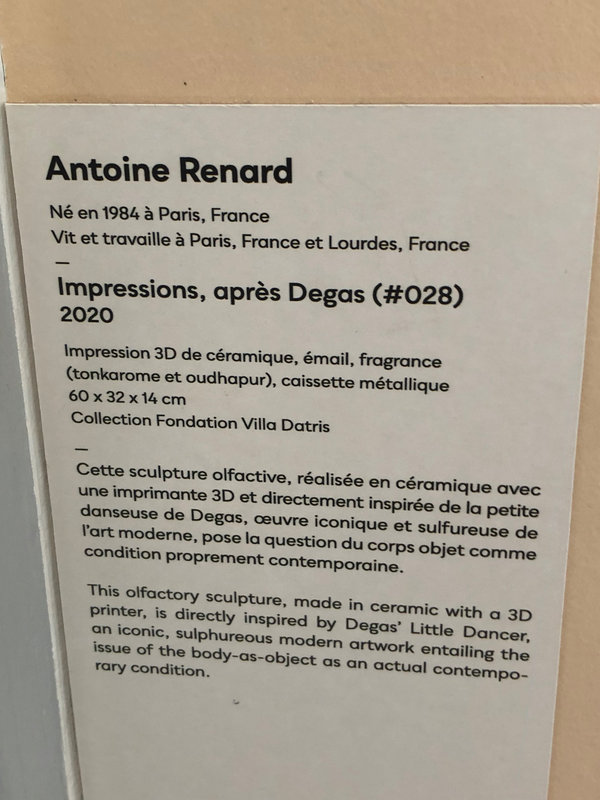 Antoine Renard
Né en 1984 à Paris, France
Vit et travaille à Paris, France et Lourdes, France
—
Impressions, après Degas (#028)
2020
Impression 3D de céramique, émail, fragrance
(tonkarome et oudhapur), caissette métallique
60 x 32 x 14 cm
Collection Fondation Villa Datris
—
Cette sculpture olfactive, réalisée en céramique avec
une imprimante 3D et directement inspirée de la petite
danseuse de Degas, œuvre iconique et sulfureuse de
l'art moderne, pose la question du corps objet comme
condition proprement contemporaine.
This olfactory sculpture, made in ceramic with a 3D
printer, is directly inspired by Degas' Little Dancer,
an iconic, sulphureous modern artwork entailing the
issue of the body-as-object as an actual contempo-
rary condition.